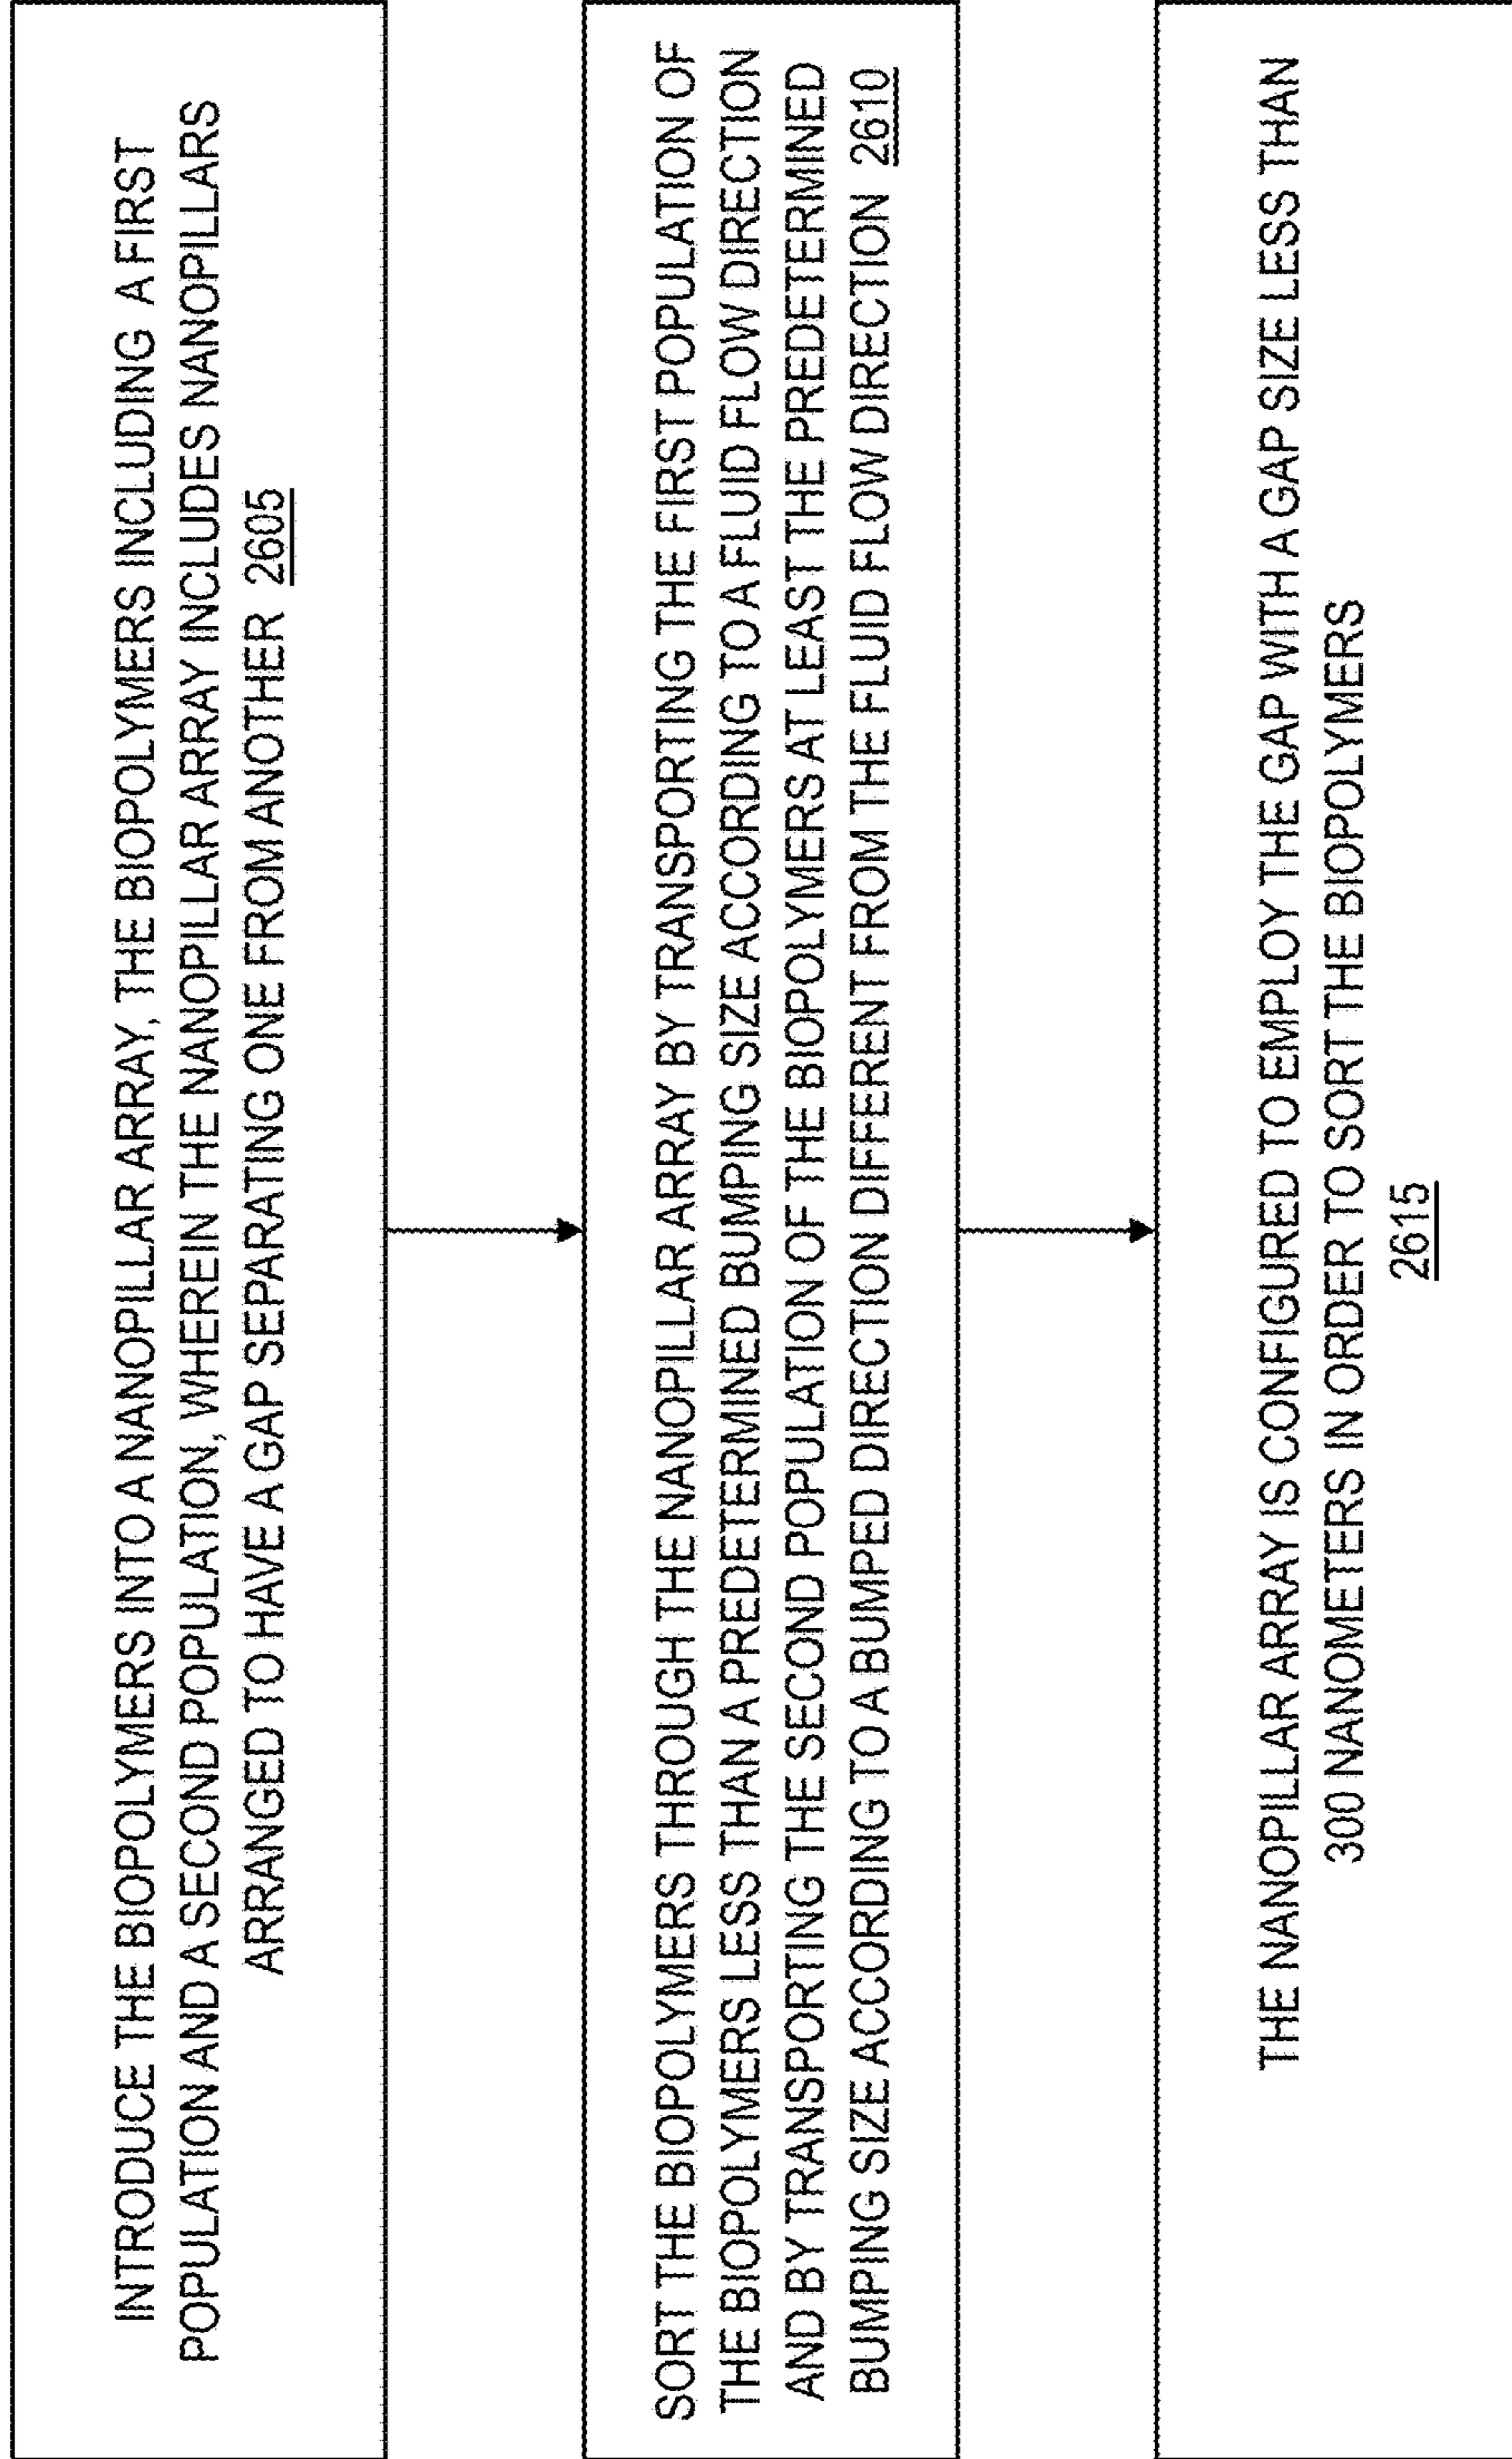 INTRODUCE THE BIOPOLYMERS INTO A NANOPILLAR ARRAY, THE BIOPOLYMERS INCLUDING A FIRST
POPULATION AND A SECOND POPULATION, WHEREIN THE NANOPILLAR ARRAY INCLUDES NANOPILLARS
ARRANGED TO HAVE A GAP SEPARATING ONE FROM ANOTHER 2605
SORT THE BIOPOLYMERS THROUGH THE NANOPILLAR ARRAY BY TRANSPORTING THE FIRST POPULATION OF
THE BIOPOLYMERS LESS THAN A PREDETERMINED BUMPING SIZE ACCORDING TO A FLUID FLOW DIRECTION
AND BY TRANSPORTING THE SECOND POPULATION OF THE BIOPOLYMERS AT LEAST THE PREDETERMINED
BUMPING SIZE ACCORDING TO A BUMPED DIRECTION DIFFERENT FROM THE FLUID FLOW DIRECTION 2610
THE NANOPILLAR ARRAY IS CONFIGURED TO EMPLOY THE GAP WITH A GAP SIZE LESS THAN
300 NANOMETERS IN ORDER TO SORT THE BIOPOLYMERS
2615